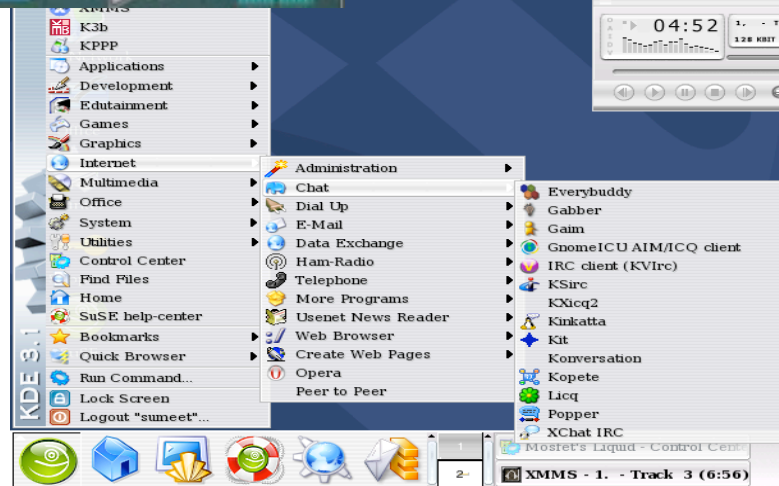 XMMS
K3b
KPPP
Applications
Development
Edutainment
Games
Graphics
Internet
Multimedia
Office
System
Utilities
Control Center
Find Files
Home
SuSE help-center
Bookmarks
Quick Browser
Run Command...
Lock Screen
Logout "sumeet"...
KDE 3.1
Administration
Chat
Dial Up
E-Mail
Data Exchange
Ham-Radio
Telephone
More Programs
Usenet News Reader
Web Browser
Create Web Pages
Opera
Peer to Peer
Everybuddy
Gabber
Gaim
GnomeICU AIM/ICQ client
IRC client (KVIrc)
KSirc
KXicq2
Kinkatta
Kit
Konversation
Kopete
Licq
Popper
XChat IRC
04:52
1. - T
128 KBIT
1
2
Mosfet's Liquid - Control Cente
XMMS - 1. - Track 3 (6:56)